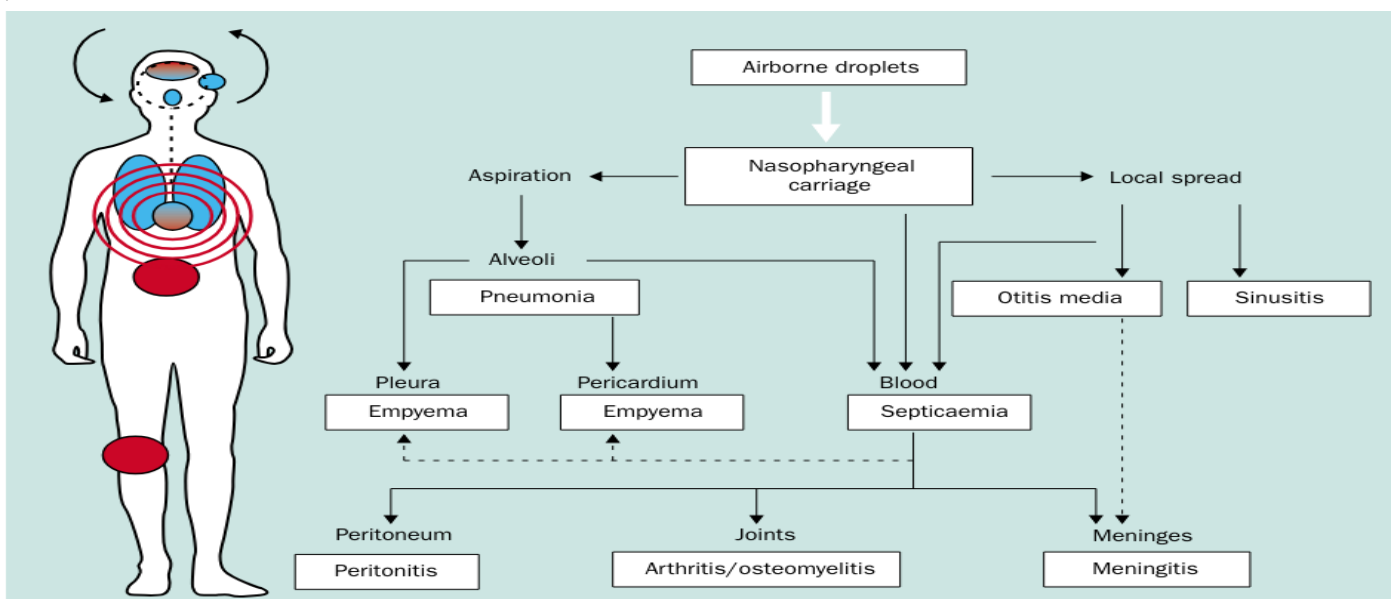 Airborne droplets
Nasopharyngeal
carriage
Aspiration
Local spread
Alveoli
Pneumonia
Otitis media
Sinusitis
Pleura
Pericardium
Blood
Empyema
Empyema
Septicaemia
Peritoneum
Joints
Meninges
Peritonitis
Arthritis/osteomyelitis
Meningitis